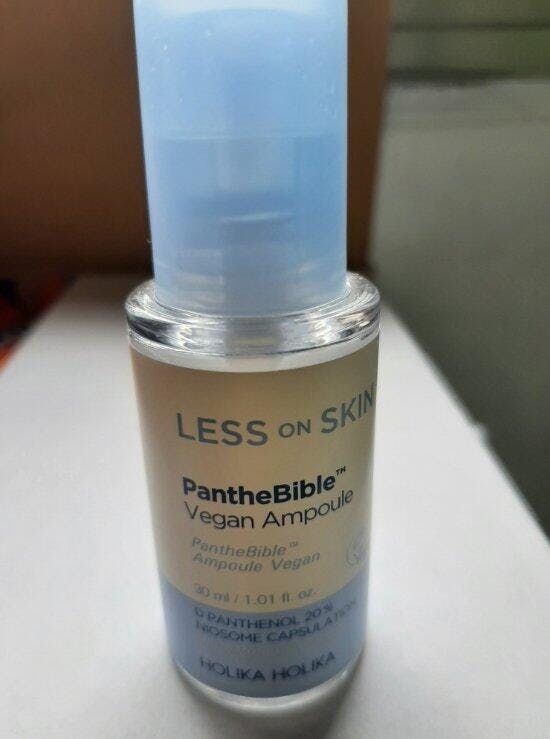 LESS ON SKIN
PantheBible™
Vegan Ampoule
PantheBible™
Ampoule Vegan
30 ml / 1.01 fl. oz.
D-PANTHENOL 20%
NIOSOME CAPSULATION
HOLIKA HOLIKA